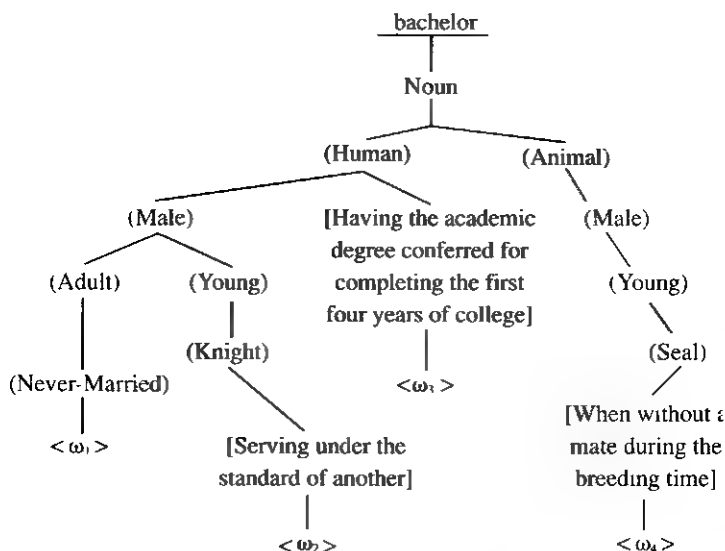 bachelor
Noun
(Human)
(Animal)
(Male)
[Having the academic
degree conferred for
completing the first
four years of college]
(Male)
(Adult)
(Young)
(Young)
(Knight)
(Seal)
(Never-Married)
<ω₃>
<ω₁>
[Serving under the
standard of another]
[When without a
mate during the
breeding time]
<ω₂>
<ω₄>